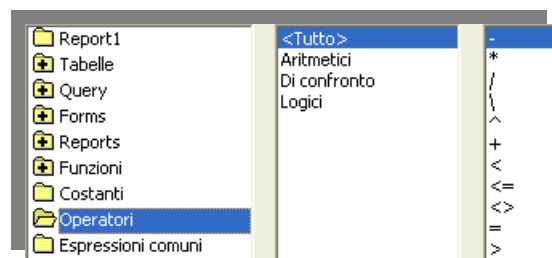 Report1
Tabelle
Query
Forms
Reports
Funzioni
Costanti
Operatori
Espressioni comuni
<Tutto>
Aritmetici
Di confronto
Logici
-
*
/
\
^
+
<
<=
<>
=
>